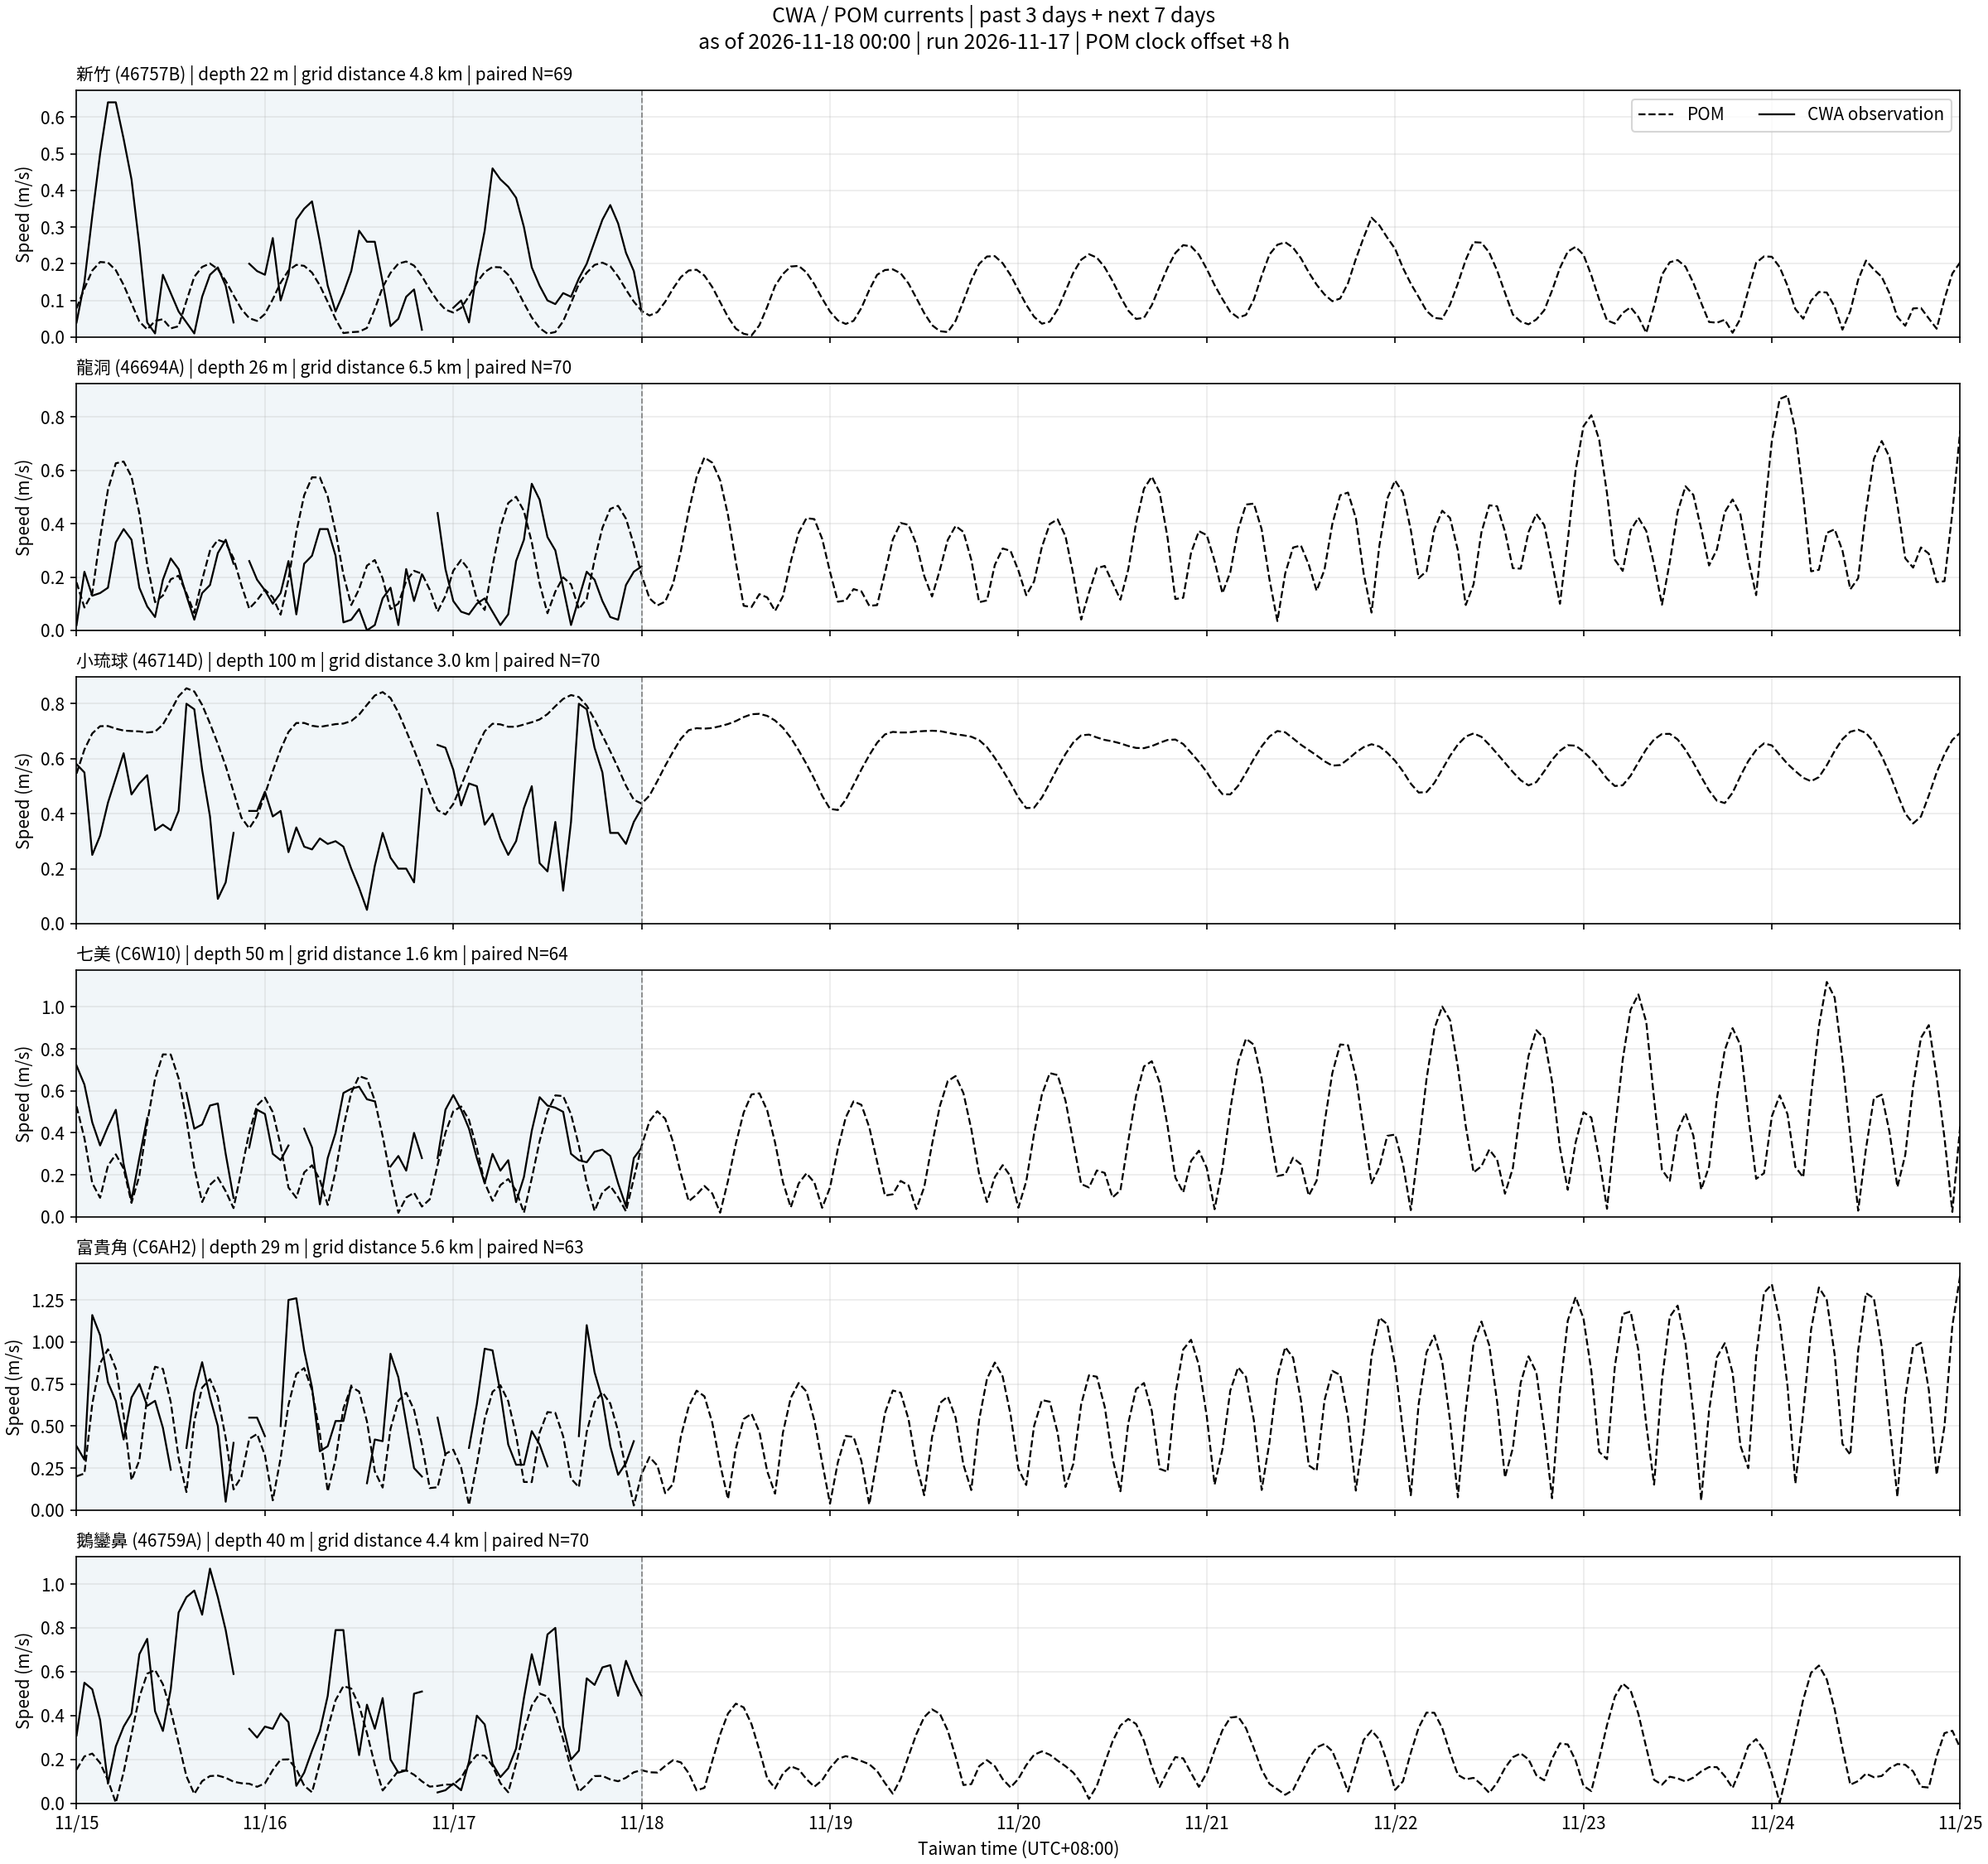 CWA / POM currents | past 3 days + next 7 days
as of 2026-11-18 00:00 | run 2026-11-17 | POM clock offset +8 h
新竹 (46757B) | depth 22 m | grid distance 4.8 km | paired N=69
Speed (m/s)
0.6
0.5
0.4
0.3
0.2
0.1
0.0
POM
CWA observation
龍洞 (46694A) | depth 26 m | grid distance 6.5 km | paired N=70
Speed (m/s)
0.8
0.6
0.4
0.2
0.0
小琉球 (46714D) | depth 100 m | grid distance 3.0 km | paired N=70
Speed (m/s)
0.8
0.6
0.4
0.2
0.0
七美 (C6W10) | depth 50 m | grid distance 1.6 km | paired N=64
Speed (m/s)
1.0
0.8
0.6
0.4
0.2
0.0
富貴角 (C6AH2) | depth 29 m | grid distance 5.6 km | paired N=63
Speed (m/s)
1.25
1.00
0.75
0.50
0.25
0.00
鵝鑾鼻 (46759A) | depth 40 m | grid distance 4.4 km | paired N=70
Speed (m/s)
1.0
0.8
0.6
0.4
0.2
0.0
11/15 11/16 11/17 11/18 11/19 11/20 11/21 11/22 11/23 11/24 11/25
Taiwan time (UTC+08:00)